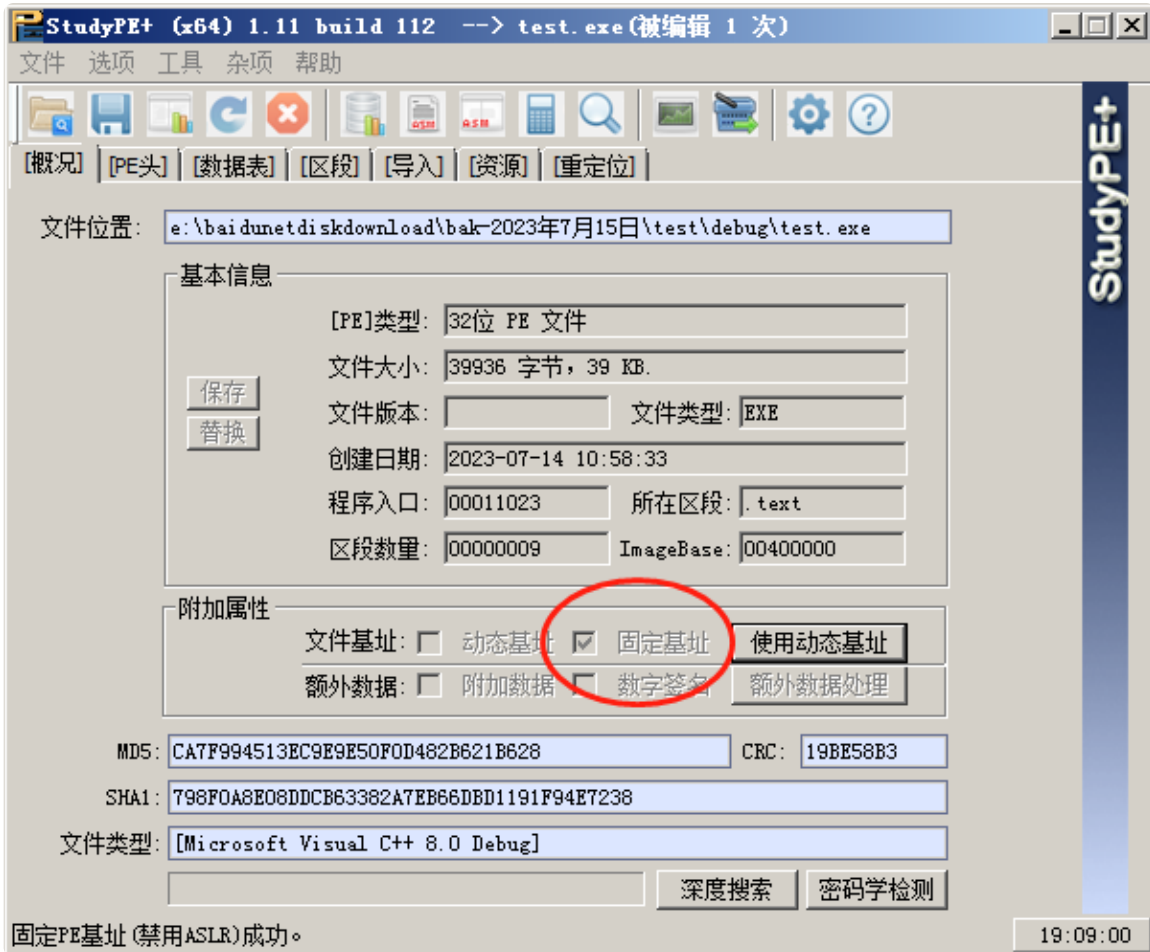 StudyPE+ (x64) 1.11 build 112 --> test.exe(被编辑 1 次)
文件 选项 工具 杂项 帮助
ASM ASM
[概况] [PE头] [数据表] [区段] [导入] [资源] [重定位]
StudyPE+
文件位置: e:\baidunetdiskdownload\bak-2023年7月15日\test\debug\test.exe
基本信息
[PE]类型: 32位 PE 文件
文件大小: 39936 字节，39 KB.
保存
文件版本: 文件类型: EXE
替换
创建日期: 2023-07-14 10:58:33
程序入口: 00011023 所在区段: .text
区段数量: 00000009 ImageBase: 00400000
附加属性
文件基址: 动态基址 固定基址 使用动态基址
额外数据: 附加数据 数字签名 额外数据处理
MD5: CA7F994513EC9E9E50F0D482B621B628 CRC: 19BE58B3
SHA1: 798F0A8E08DDCB63382A7EB66DBD1191F94E7238
文件类型: [Microsoft Visual C++ 8.0 Debug]
深度搜索 密码学检测
固定PE基址(禁用ASLR)成功。 19:09:00